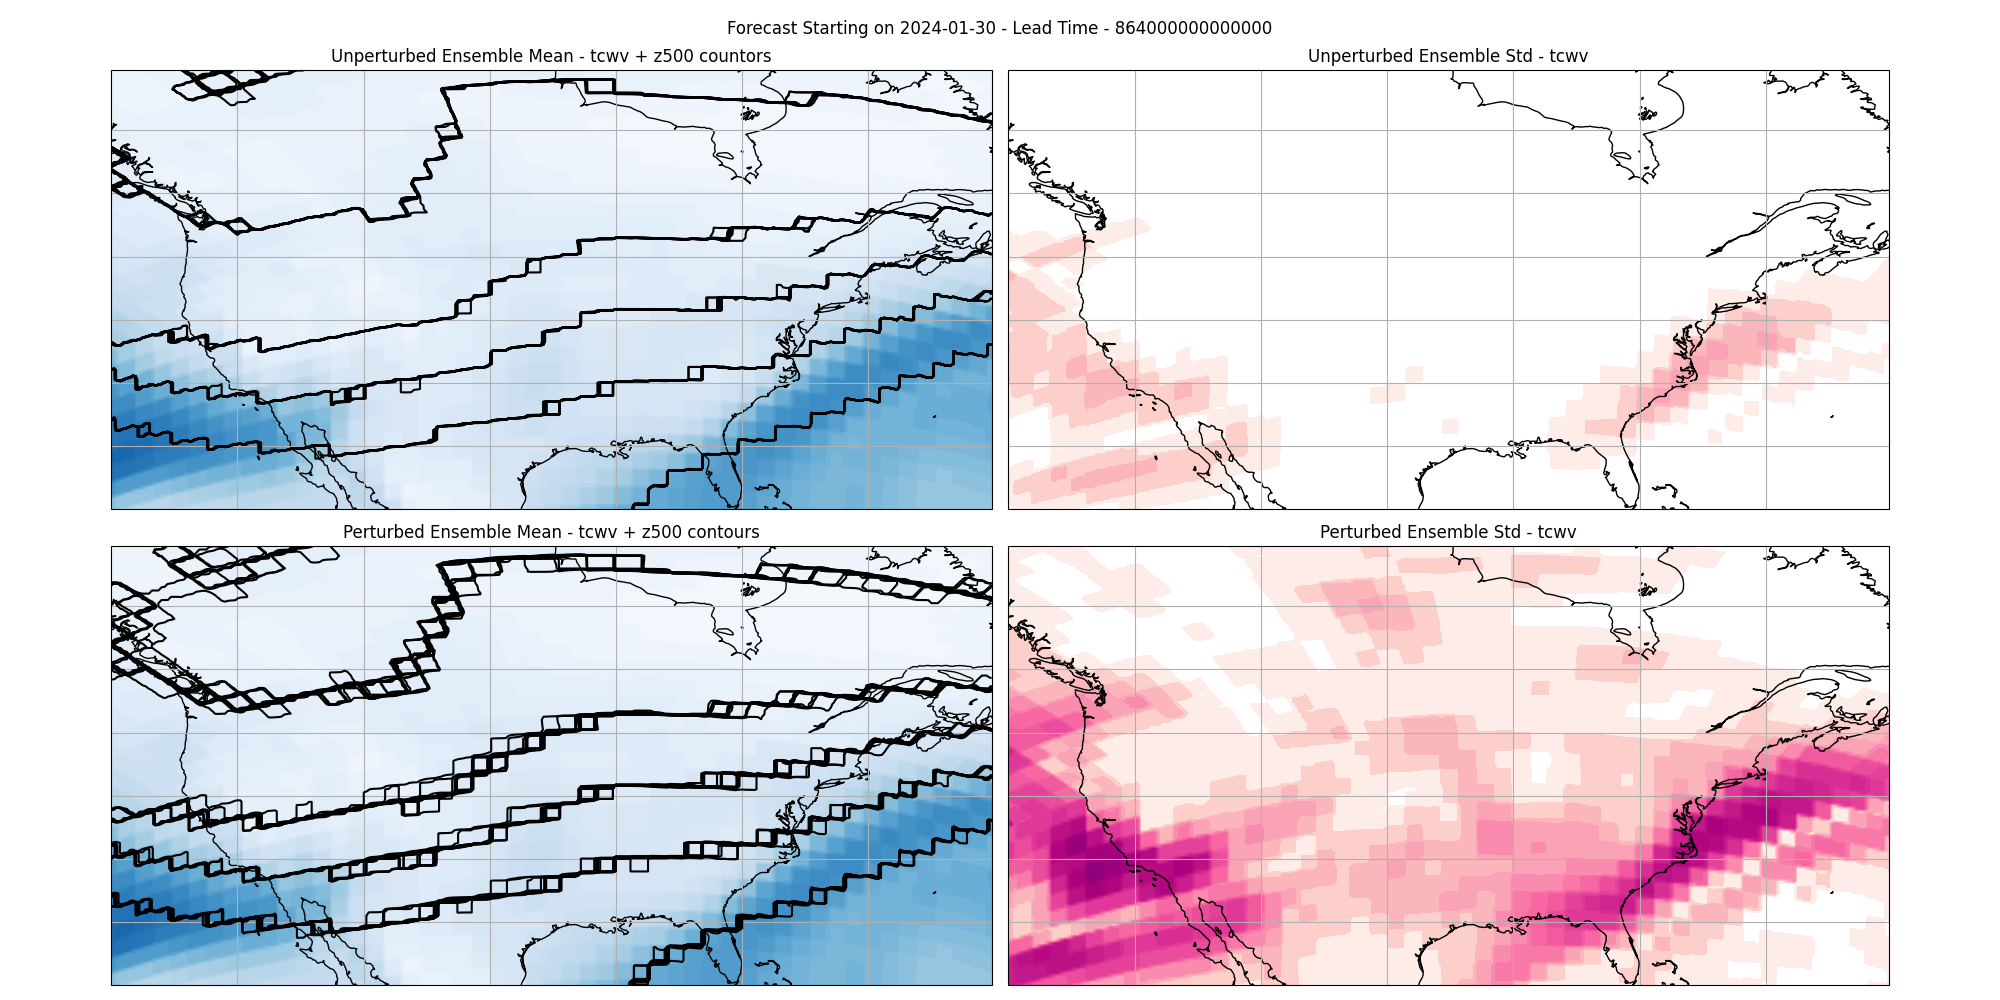 Forecast Starting on 2024-01-30 - Lead Time - 864000000000000
Unperturbed Ensemble Mean - tcwv + z500 countors
Unperturbed Ensemble Std - tcwv
Perturbed Ensemble Mean - tcwv + z500 contours
Perturbed Ensemble Std - tcwv